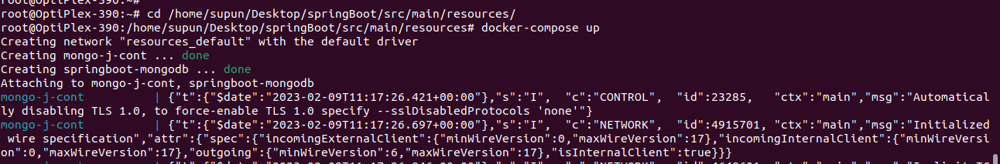 root@OptiPlex-390:~#
root@OptiPlex-390:~# cd /home/supun/Desktop/springBoot/src/main/resources/
root@OptiPlex-390:/home/supun/Desktop/springBoot/src/main/resources# docker-compose up
Creating network "resources_default" with the default driver
Creating mongo-j-cont ... done
Creating springboot-mongodb ... done
Attaching to mongo-j-cont, springboot-mongodb
mongo-j-cont          | {"t":{"$date":"2023-02-09T11:17:26.421+00:00"},"s":"I",  "c":"CONTROL",  "id":23285,   "ctx":"main","msg":"Automatical
ly disabling TLS 1.0, to force-enable TLS 1.0 specify --sslDisabledProtocols 'none'"}
mongo-j-cont          | {"t":{"$date":"2023-02-09T11:17:26.697+00:00"},"s":"I",  "c":"NETWORK",  "id":4915701, "ctx":"main","msg":"Initialized
 wire specification","attr":{"spec":{"incomingExternalClient":{"minWireVersion":0,"maxWireVersion":17},"incomingInternalClient":{"minWireVersi
on":0,"maxWireVersion":17},"outgoing":{"minWireVersion":6,"maxWireVersion":17},"isInternalClient":true}}}